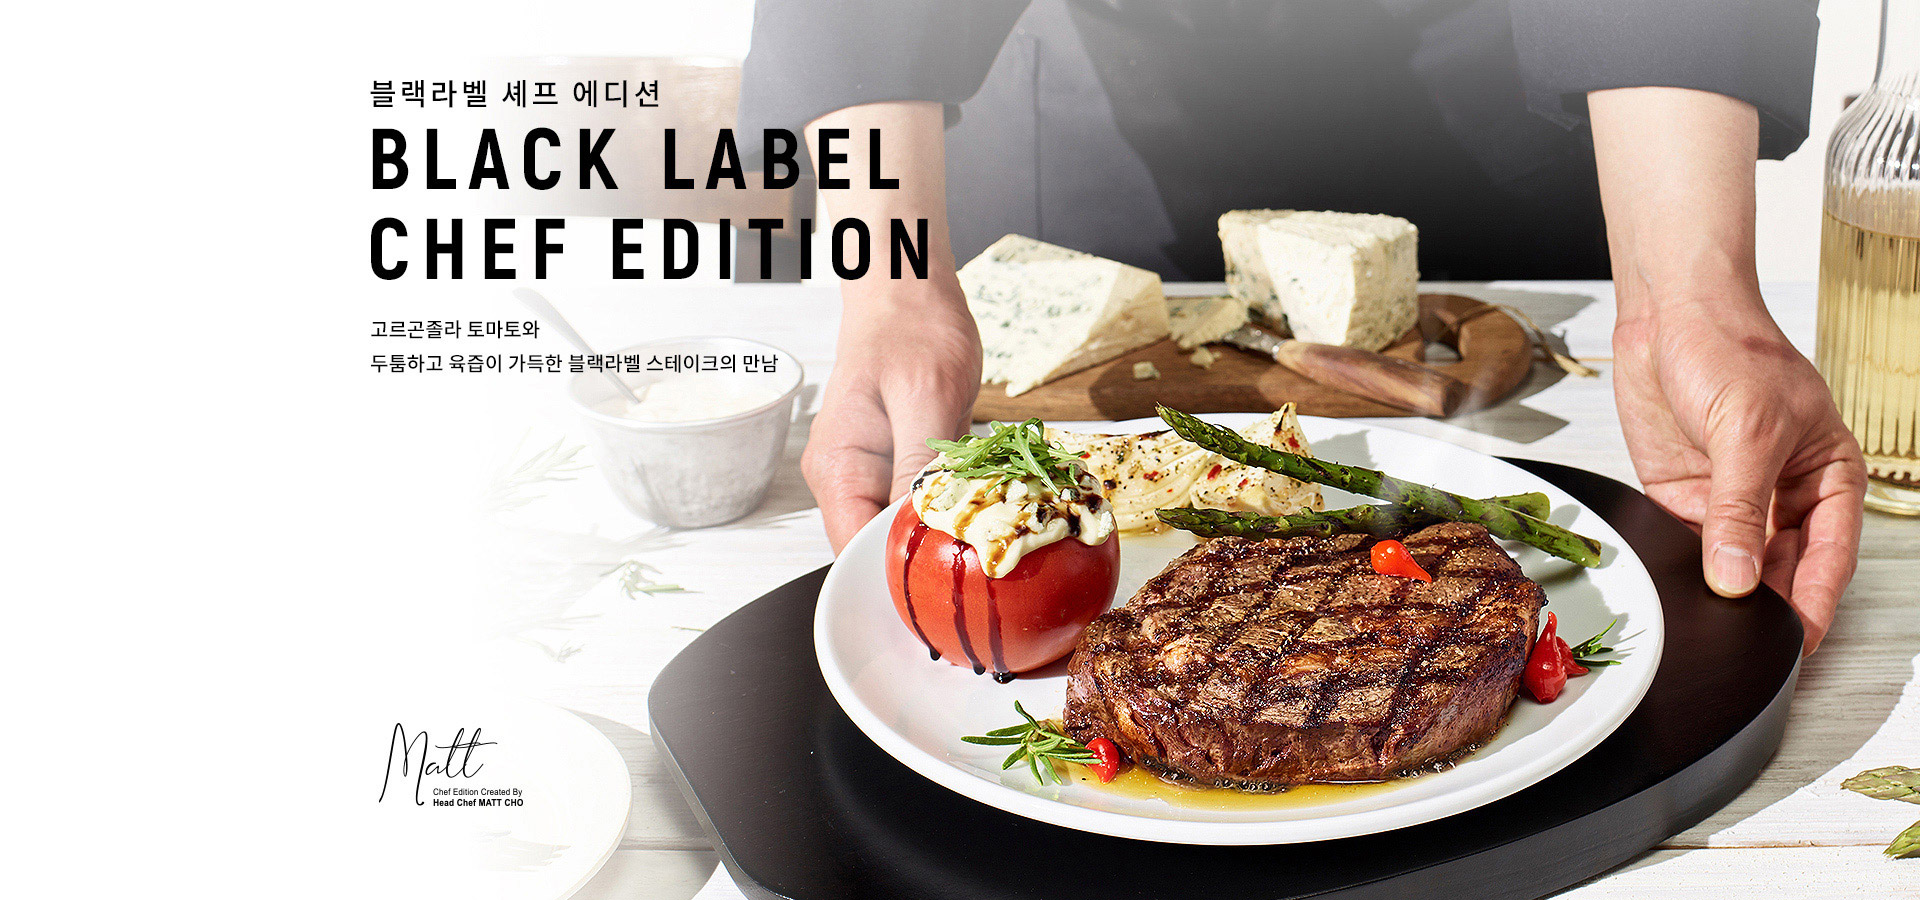 블랙라벨 셰프 에디션
BLACK LABEL
CHEF EDITION
고르곤졸라 토마토와
두툼하고 육즙이 가득한 블랙라벨 스테이크의 만남
Matt
Chef Edition Created By
Head Chef MATT CHO